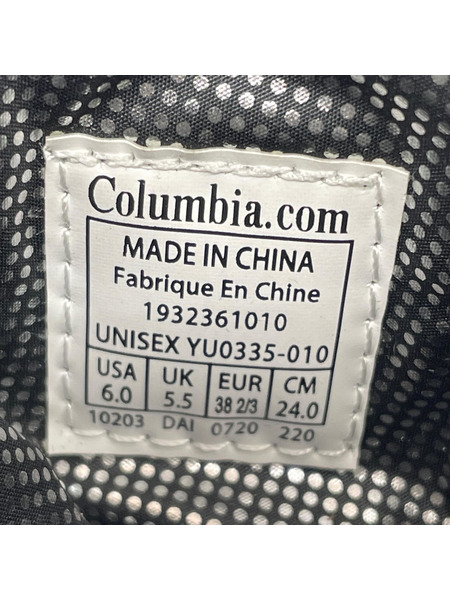 Columbia.com
MADE IN CHINA
Fabrique En Chine
1932361010
UNISEX YU0335-010
USA UK EUR CM
6.0 5.5 38 2/3 24.0
10203 DAI 0720 220